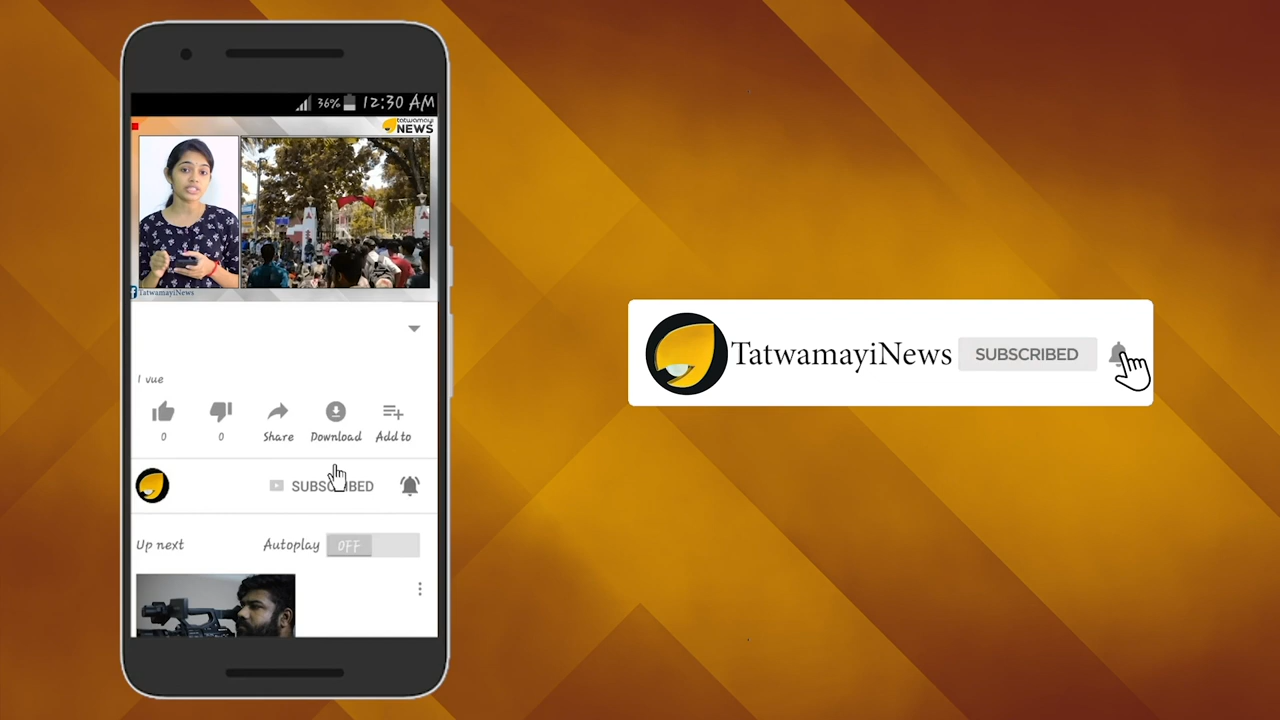 36% 12:30 AM
tatwamayi
NEWS
TatwamayiNews
1 vue
0 0 Share Download Add to
SUBSCRIBED
Up next Autoplay OFF
TatwamayiNews SUBSCRIBED